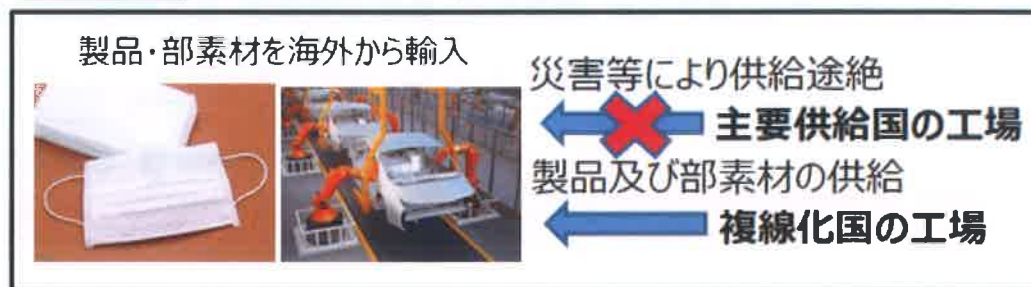 製品・部素材を海外から輸入
災害等により供給途絶
主要供給国の工場
製品及び部素材の供給
複線化国の工場